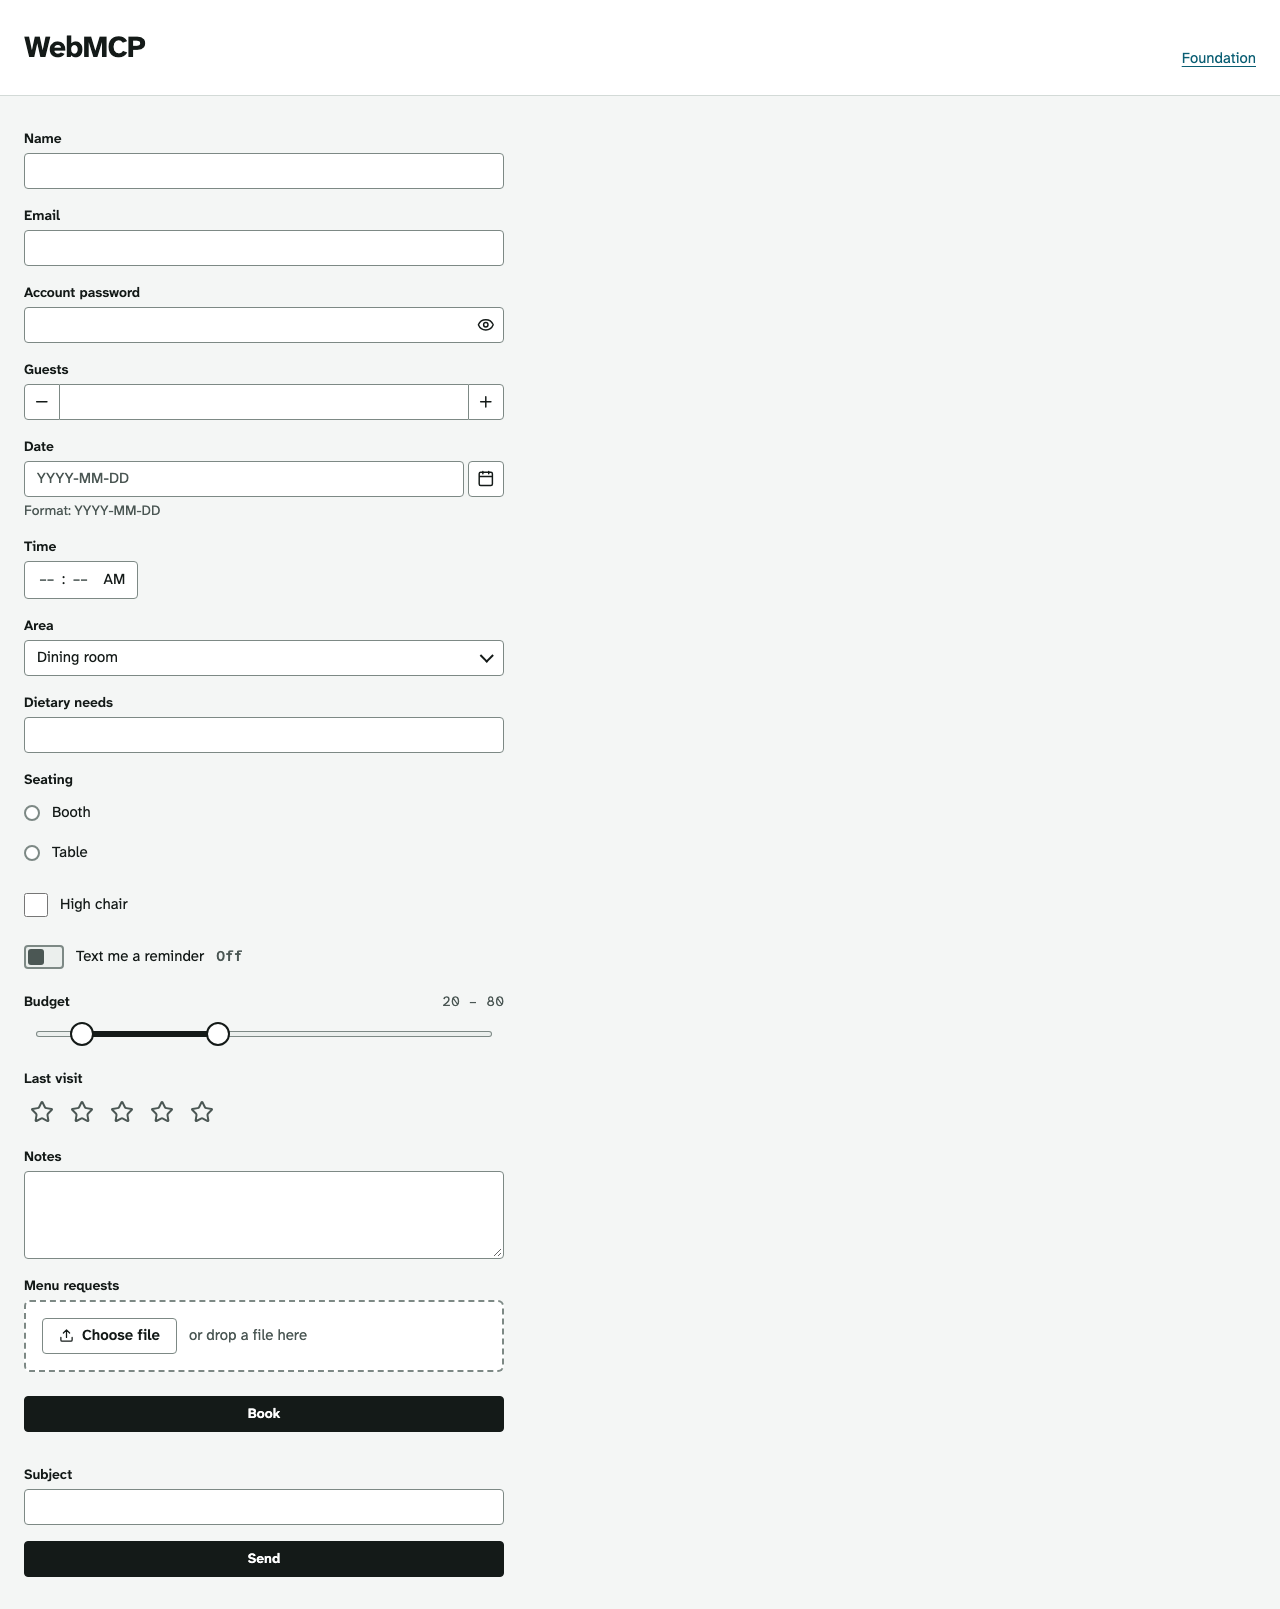 WebMCP
Foundation
Name
Email
Account password
Guests
Date
YYYY-MM-DD
Format: YYYY-MM-DD
Time
-- : -- AM
Area
Dining room
Dietary needs
Seating
Booth
Table
High chair
Text me a reminder Off
Budget 20 – 80
Last visit
Notes
Menu requests
Choose file or drop a file here
Book
Subject
Send